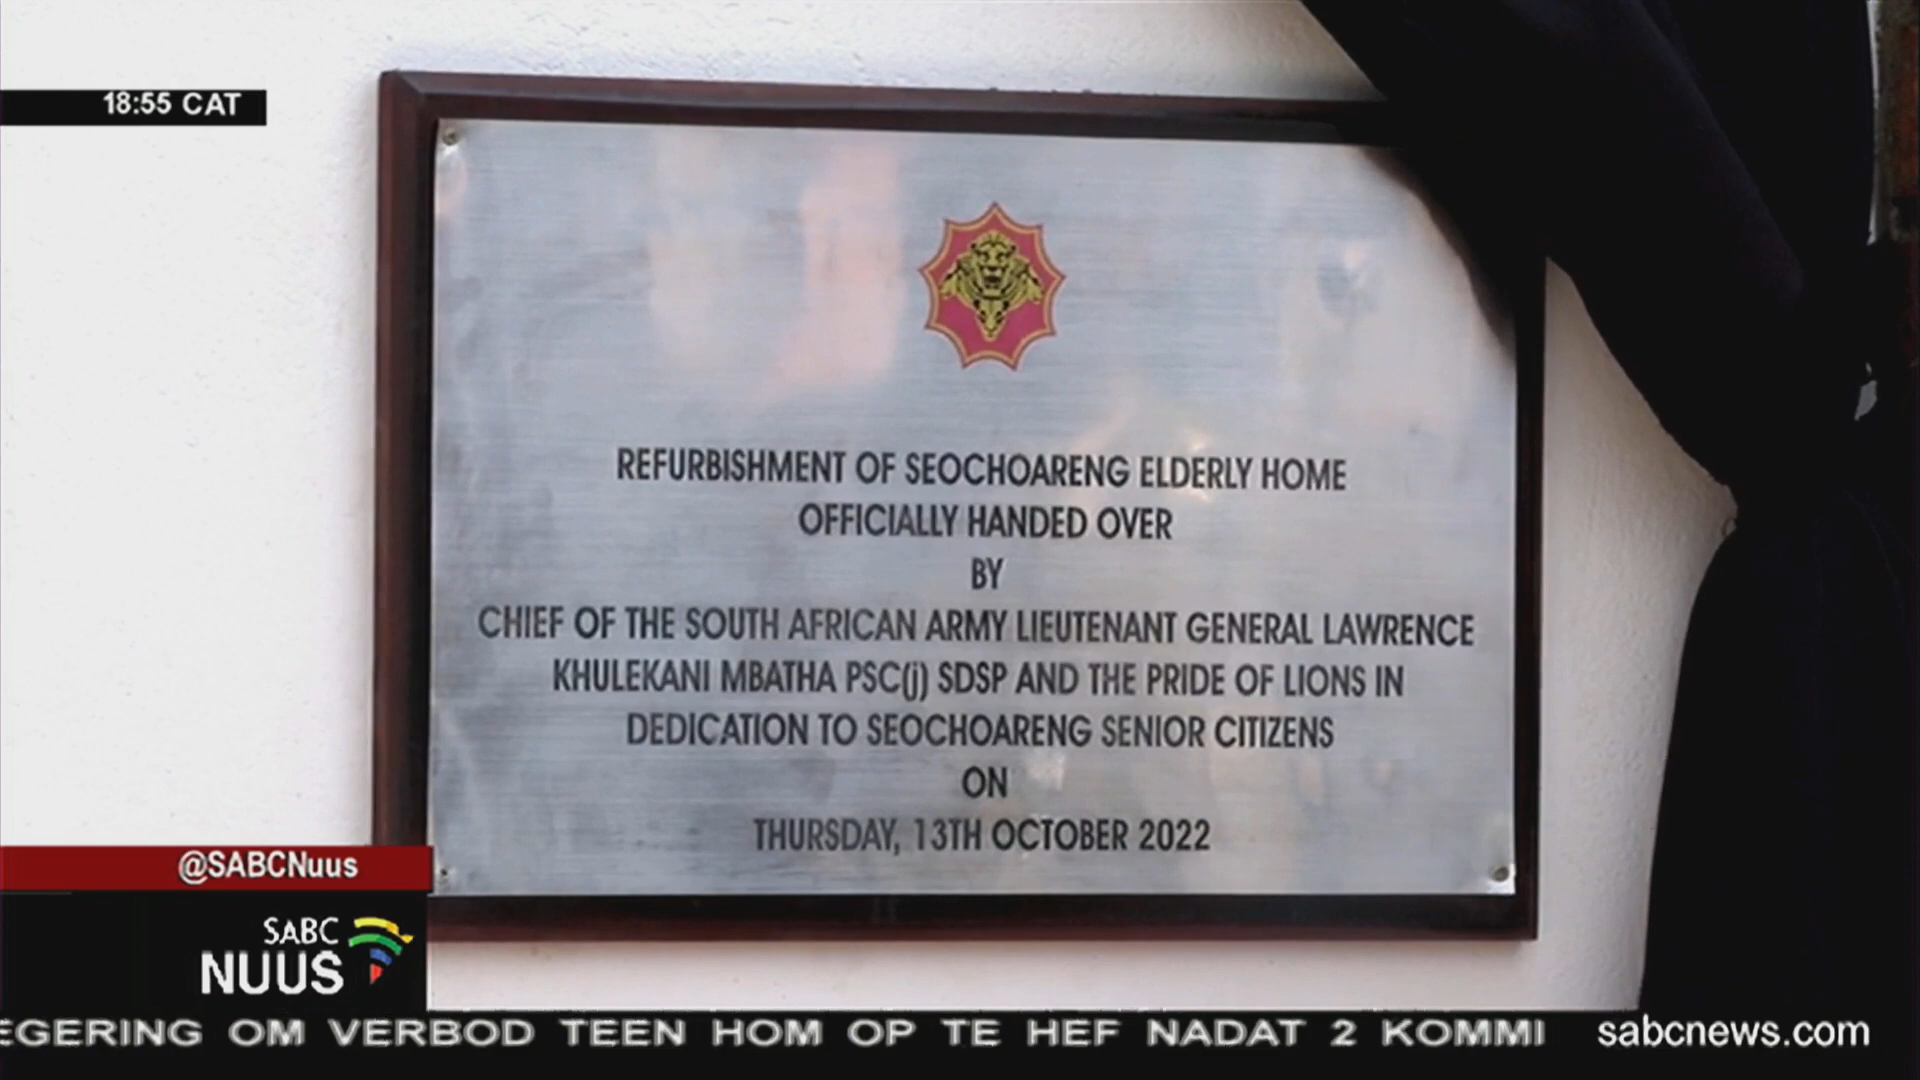 18:55 CAT
REFURBISHMENT OF SEOCHOARENG ELDERLY HOME
OFFICIALLY HANDED OVER
BY
CHIEF OF THE SOUTH AFRICAN ARMY LIEUTENANT GENERAL LAWRENCE
KHULEKANI MBATHA PSC(j) SDSP AND THE PRIDE OF LIONS IN
DEDICATION TO SEOCHOARENG SENIOR CITIZENS
ON
THURSDAY, 13TH OCTOBER 2022
@SABCNuus
SABC
NUUS
EGERING OM VERBOD TEEN HOM OP TE HEF NADAT 2 KOMMI
sabcnews.com